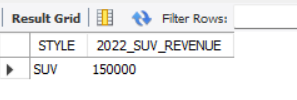 Result Grid Filter Rows:
STYLE 2022_SUV_REVENUE
SUV 150000